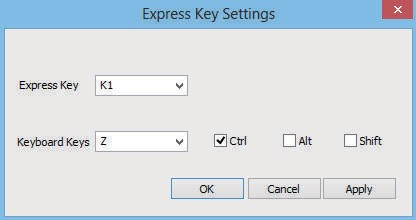 Express Key Settings
Express Key K1
Keyboard Keys Z Ctrl Alt Shift
OK Cancel Apply